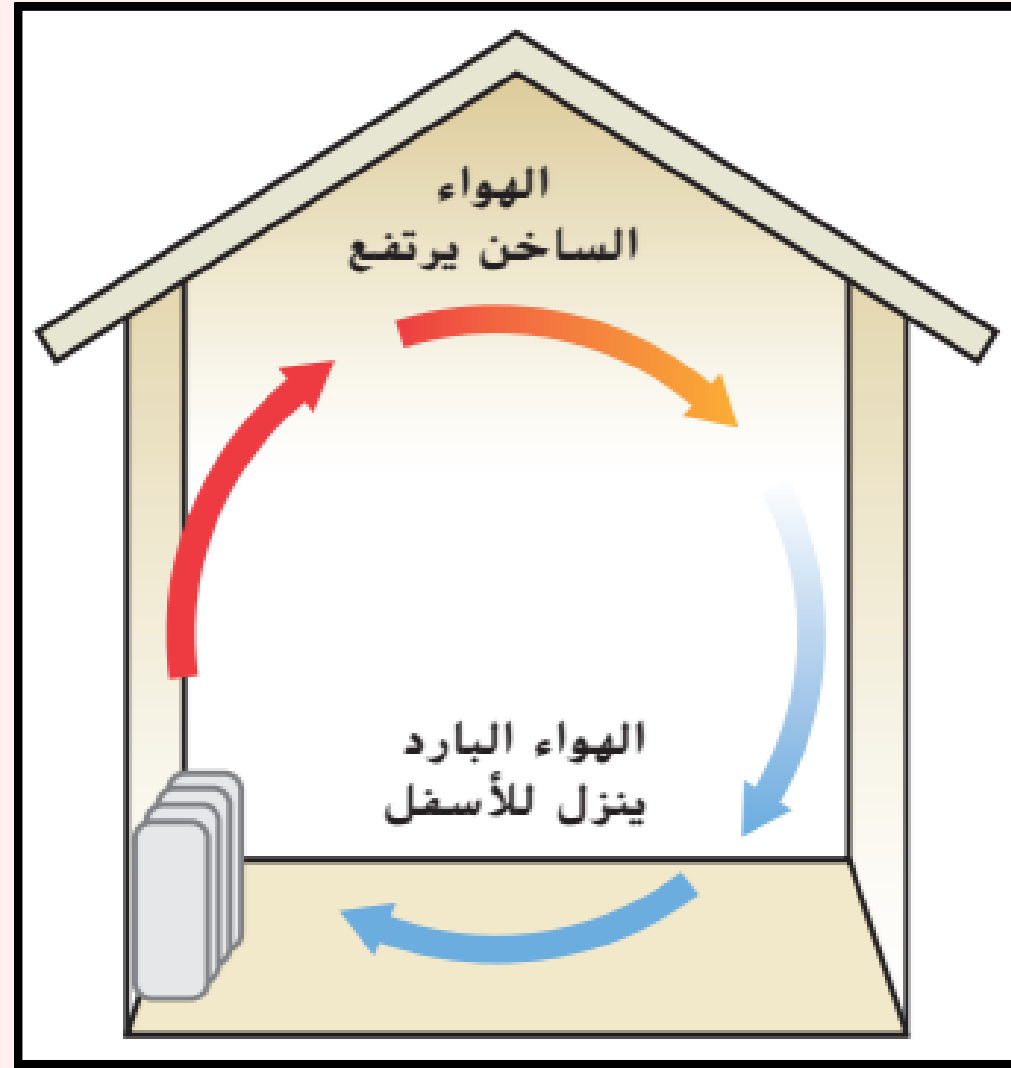 الهواء
الساخن يرتفع
الهواء البارد
ينزل للأسفل